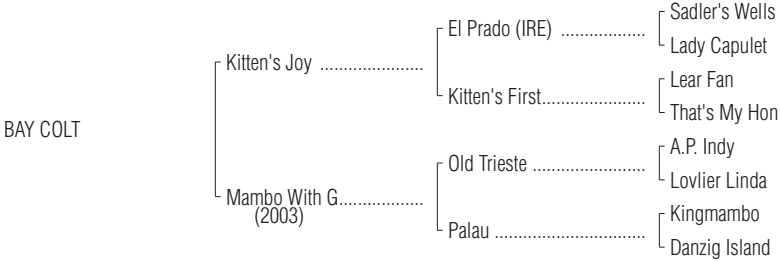 Sadler's Wells
El Prado (IRE) ..................
Lady Capulet
Kitten's Joy ......................
Lear Fan
Kitten's First......................
That's My Hon
BAY COLT
A.P. Indy
Old Trieste ........................
Lovlier Linda
Mambo With G..................
(2003)
Kingmambo
Palau ................................
Danzig Island